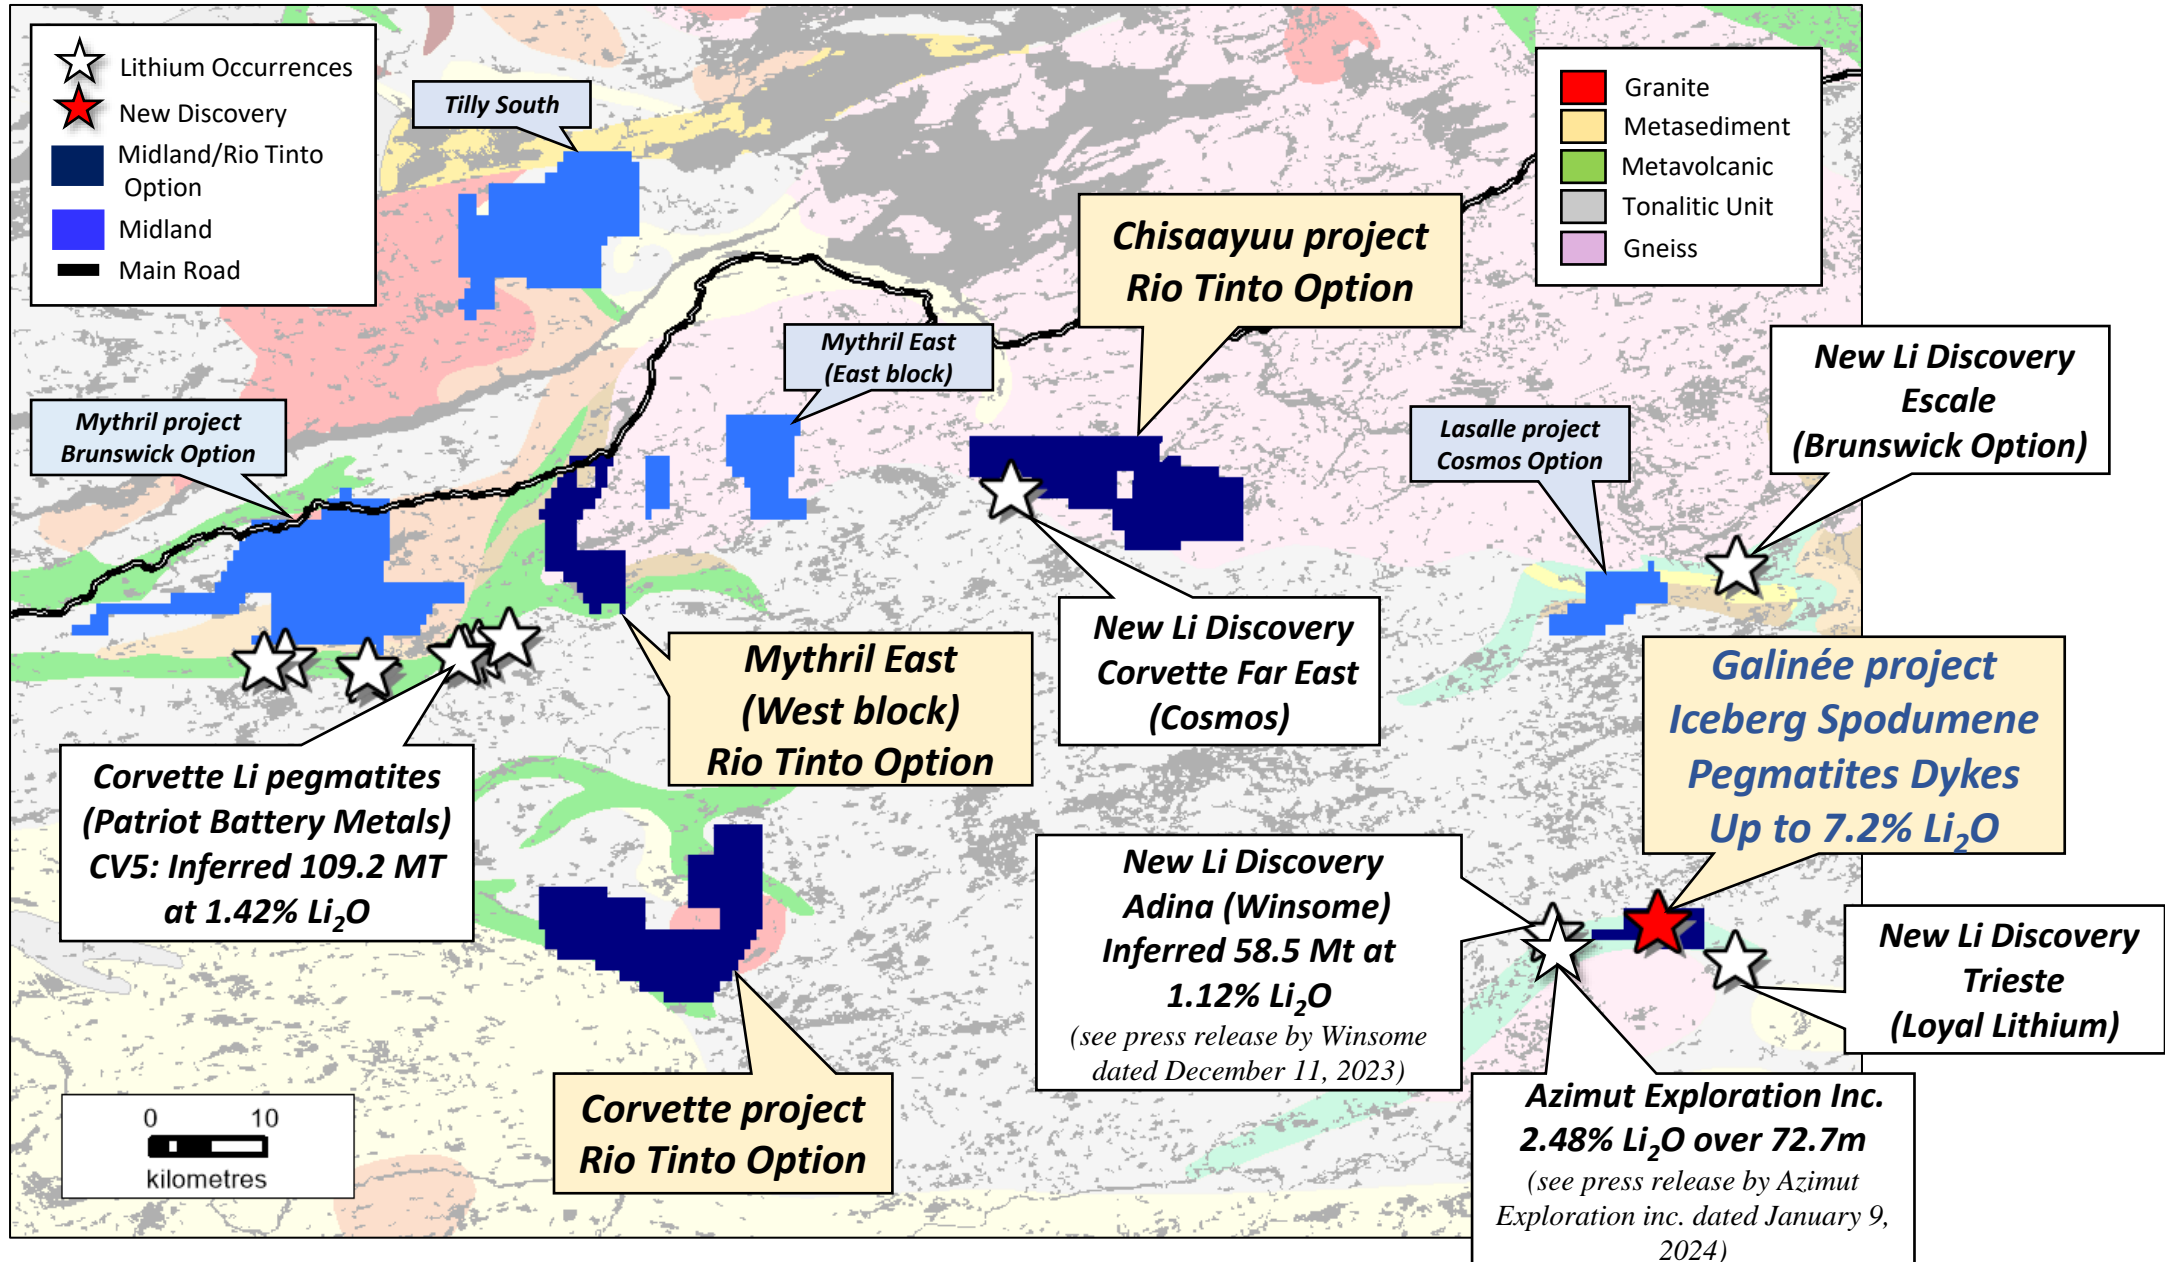 Lithium Occurrences
New Discovery
Midland/Rio Tinto
Option
Midland
Main Road
Tilly South
Granite
Metasediment
Metavolcanic
Tonalitic Unit
Gneiss
Chisaayuu project
Rio Tinto Option
Mythril East
(East block)
New Li Discovery
Escale
(Brunswick Option)
Mythril project
Brunswick Option
Lasalle project
Cosmos Option
New Li Discovery
Corvette Far East
(Cosmos)
Mythril East
(West block)
Rio Tinto Option
Galinée project
Iceberg Spodumene
Pegmatites Dykes
Up to 7.2% Li₂O
Corvette Li pegmatites
(Patriot Battery Metals)
CV5: Inferred 109.2 MT
at 1.42% Li₂O
New Li Discovery
Adina (Winsome)
Inferred 58.5 Mt at
1.12% Li₂O
(see press release by Winsome
dated December 11, 2023)
New Li Discovery
Trieste
(Loyal Lithium)
Corvette project
Rio Tinto Option
Azimut Exploration Inc.
2.48% Li₂O over 72.7m
(see press release by Azimut
Exploration inc. dated January 9,
2024)
0 10
kilometres